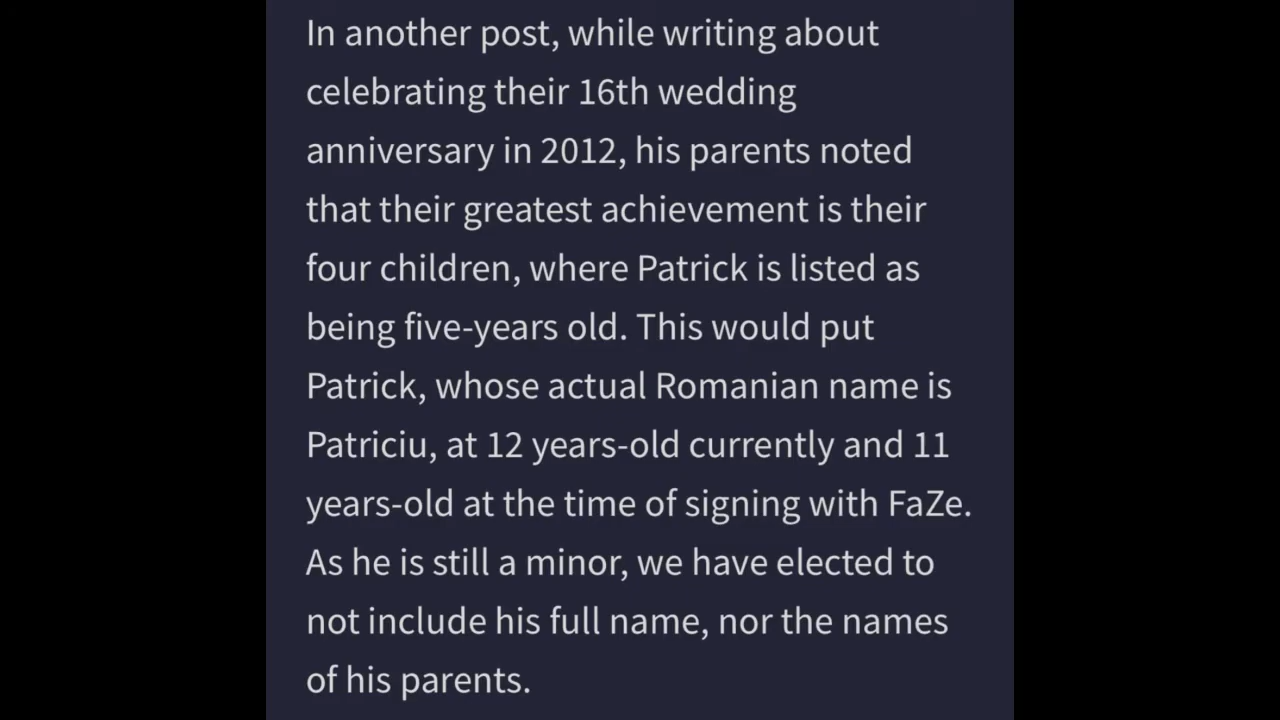 In another post, while writing about
celebrating their 16th wedding
anniversary in 2012, his parents noted
that their greatest achievement is their
four children, where Patrick is listed as
being five-years old. This would put
Patrick, whose actual Romanian name is
Patriciu, at 12 years-old currently and 11
years-old at the time of signing with FaZe.
As he is still a minor, we have elected to
not include his full name, nor the names
of his parents.